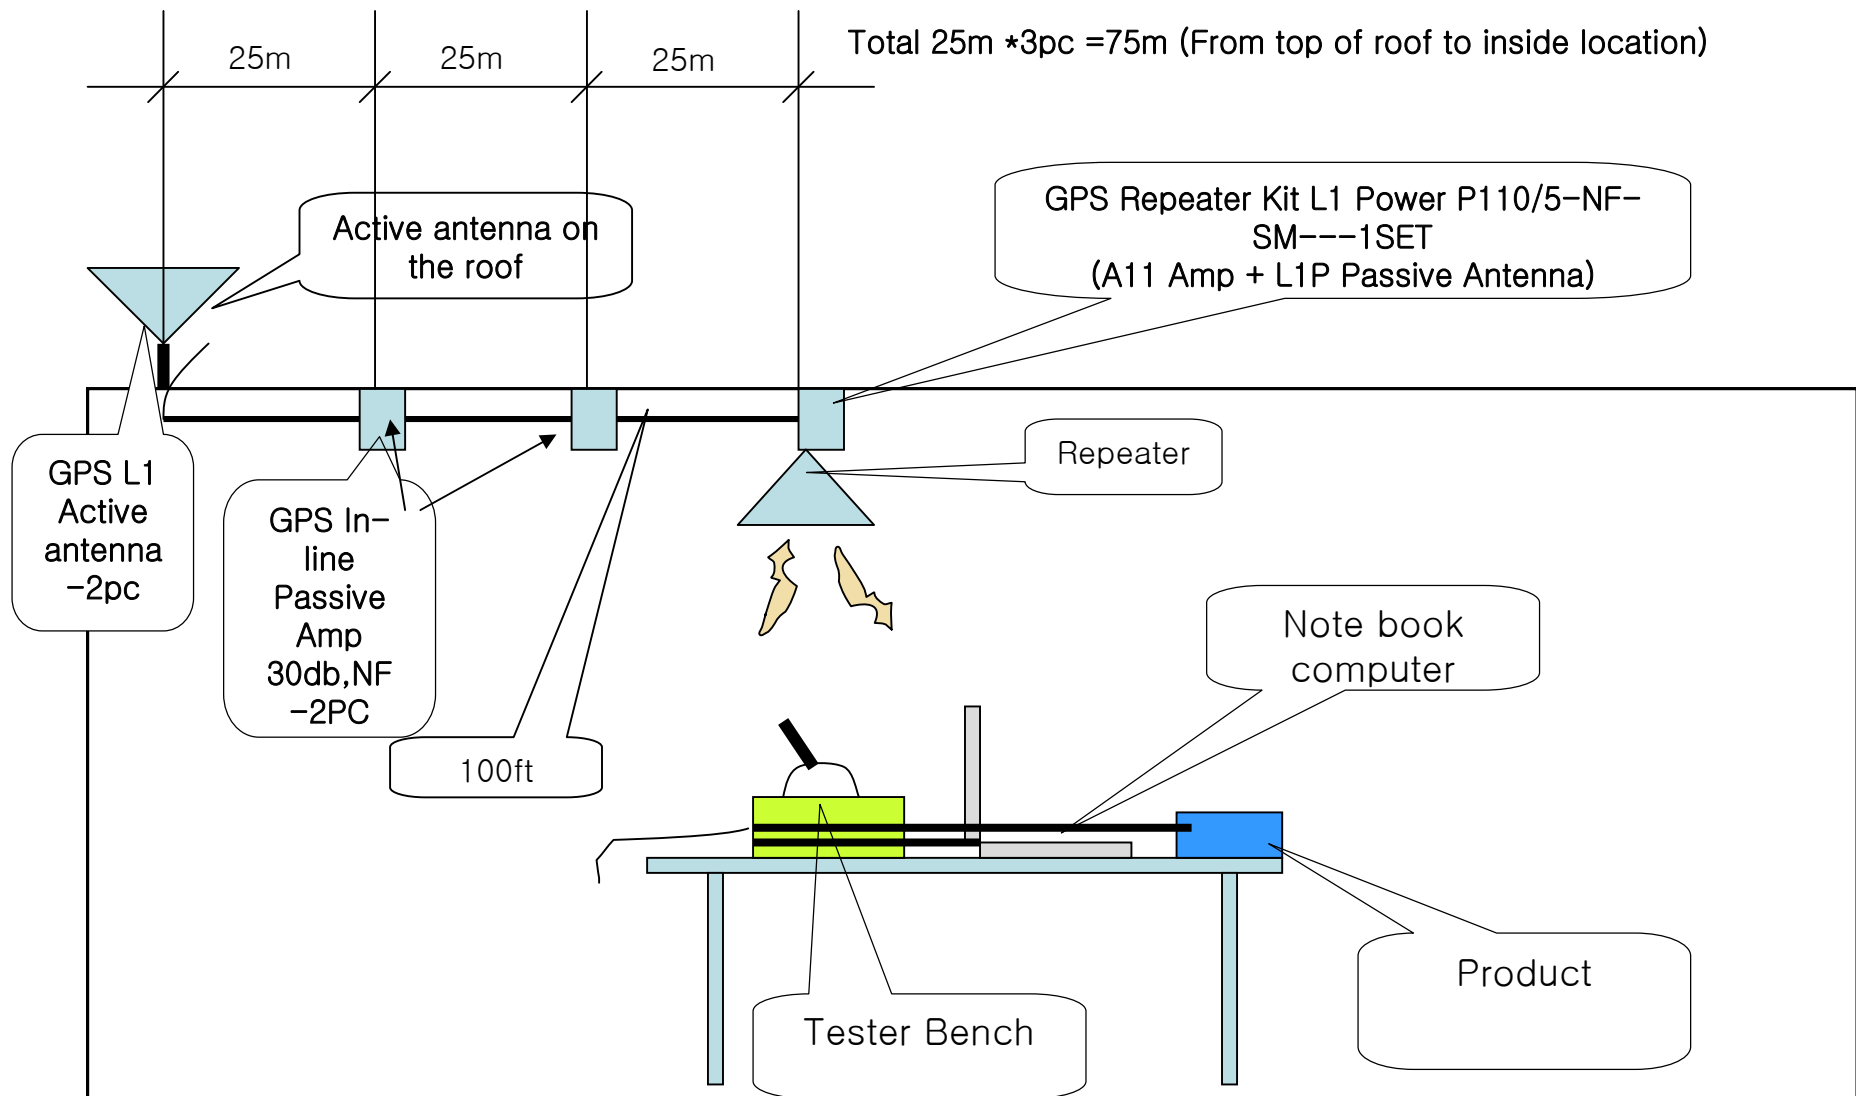 25m
25m
25m
Total 25m *3pc =75m (From top of roof to inside location)
Active antenna on
the roof
GPS Repeater Kit L1 Power P110/5-NF-
SM---1SET
(A11 Amp + L1P Passive Antenna)
GPS L1
Active
antenna
-2pc
GPS In-
line
Passive
Amp
30db,NF
-2PC
Repeater
100ft
Note book
computer
Product
Tester Bench